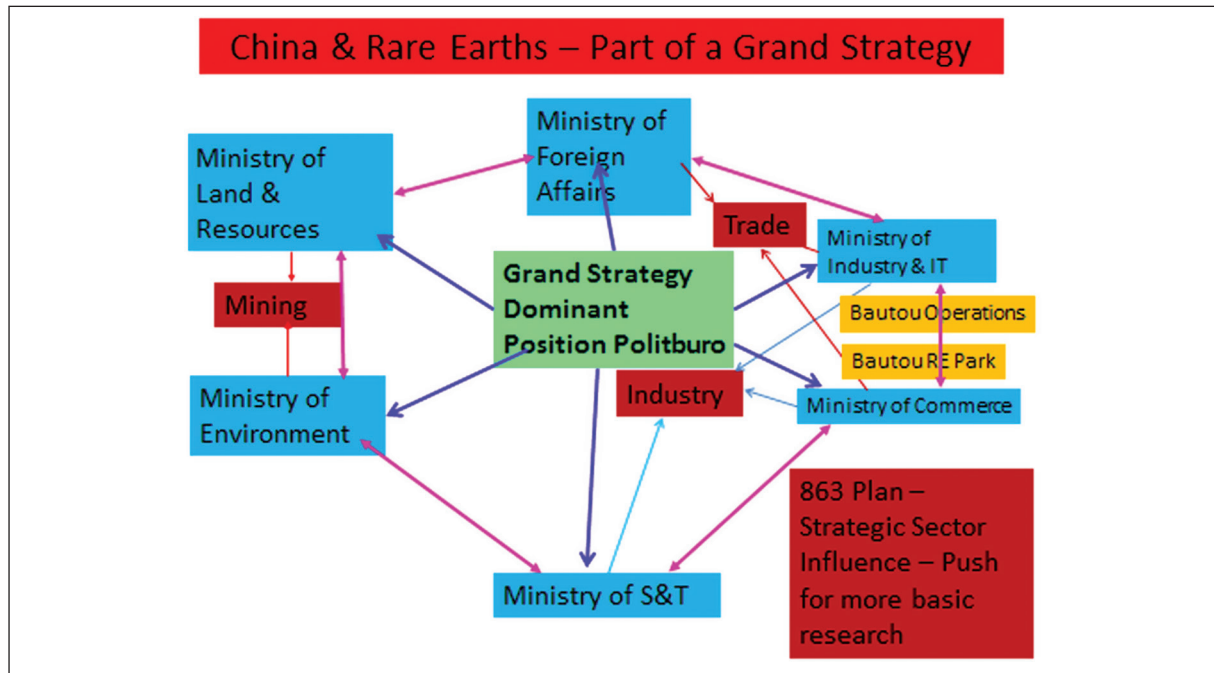 China & Rare Earths – Part of a Grand Strategy
Ministry of
Foreign
Affairs
Ministry of
Land &
Resources
Trade
Ministry of
Industry & IT
Grand Strategy
Dominant
Position Politburo
Mining
Bautou Operations
Bautou RE Park
Industry
Ministry of Commerce
Ministry of
Environment
863 Plan –
Strategic Sector
Influence – Push
for more basic
research
Ministry of S&T